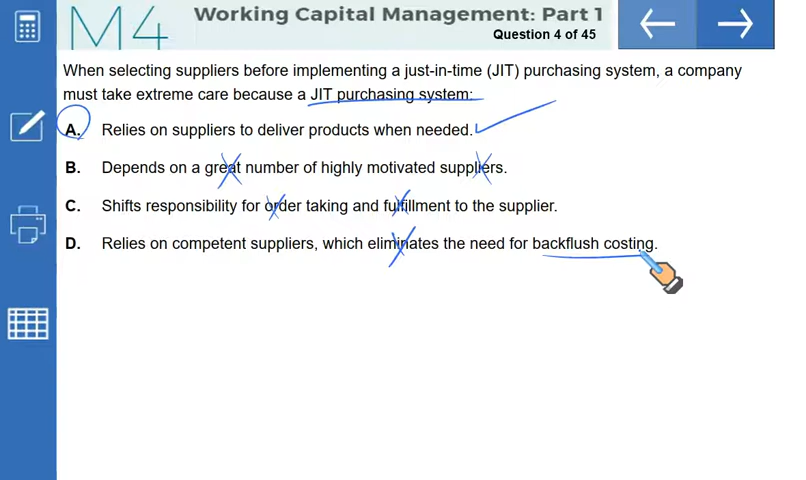 M4
Working Capital Management: Part 1
Question 4 of 45
When selecting suppliers before implementing a just-in-time (JIT) purchasing system, a company
must take extreme care because a JIT purchasing system:
A. Relies on suppliers to deliver products when needed.
B. Depends on a great number of highly motivated suppliers.
C. Shifts responsibility for order taking and fulfillment to the supplier.
D. Relies on competent suppliers, which eliminates the need for backflush costing.